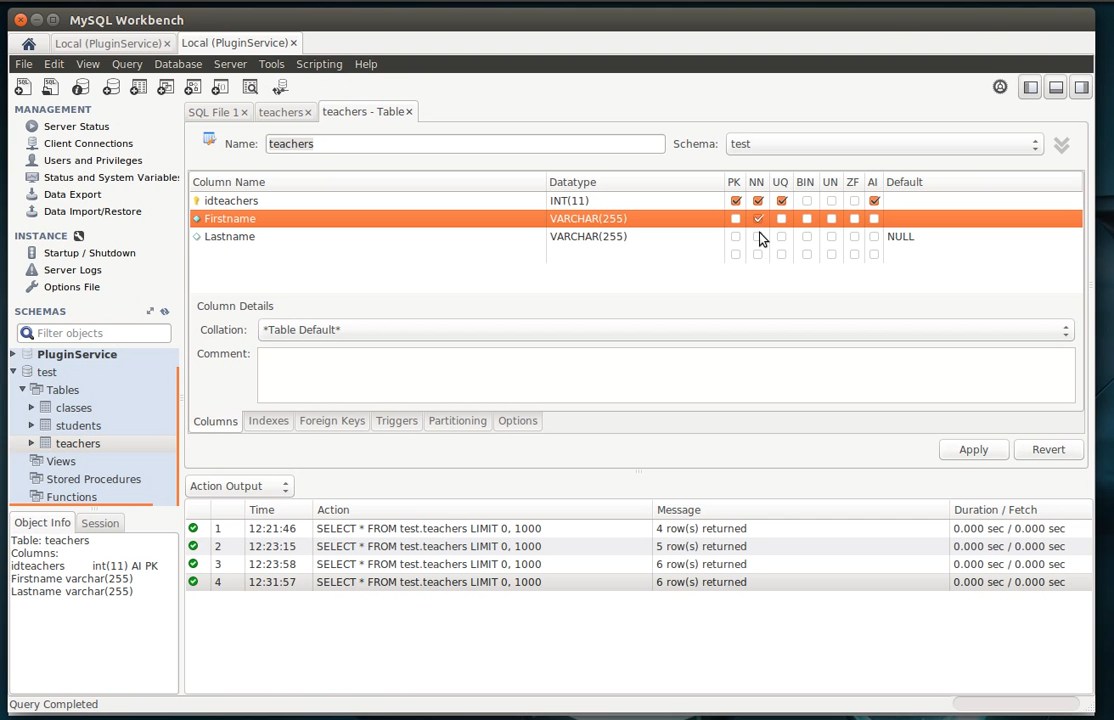 MySQL Workbench
Local (PluginService) Local (PluginService)
File Edit View Query Database Server Tools Scripting Help
MANAGEMENT
Server Status
Client Connections
Users and Privileges
Status and System Variables
Data Export
Data Import/Restore
INSTANCE
Startup / Shutdown
Server Logs
Options File
SCHEMAS
Filter objects
PluginService
test
Tables
classes
students
teachers
Views
Stored Procedures
Functions
Object Info Session
Table: teachers
Columns:
idteachers int(11) AI PK
Firstname varchar(255)
Lastname varchar(255)
SQL File 1 teachers teachers - Table
Name: teachers Schema: test
Column Name Datatype PK NN UQ BIN UN ZF AI Default
idteachers INT(11)
Firstname VARCHAR(255)
Lastname VARCHAR(255) NULL
Column Details
Collation: *Table Default*
Comment:
Columns Indexes Foreign Keys Triggers Partitioning Options
Apply Revert
Action Output
Time Action Message Duration / Fetch
1 12:21:46 SELECT * FROM test.teachers LIMIT 0, 1000 4 row(s) returned 0.000 sec / 0.000 sec
2 12:23:15 SELECT * FROM test.teachers LIMIT 0, 1000 5 row(s) returned 0.000 sec / 0.000 sec
3 12:23:58 SELECT * FROM test.teachers LIMIT 0, 1000 6 row(s) returned 0.000 sec / 0.000 sec
4 12:31:57 SELECT * FROM test.teachers LIMIT 0, 1000 6 row(s) returned 0.000 sec / 0.000 sec
Query Completed